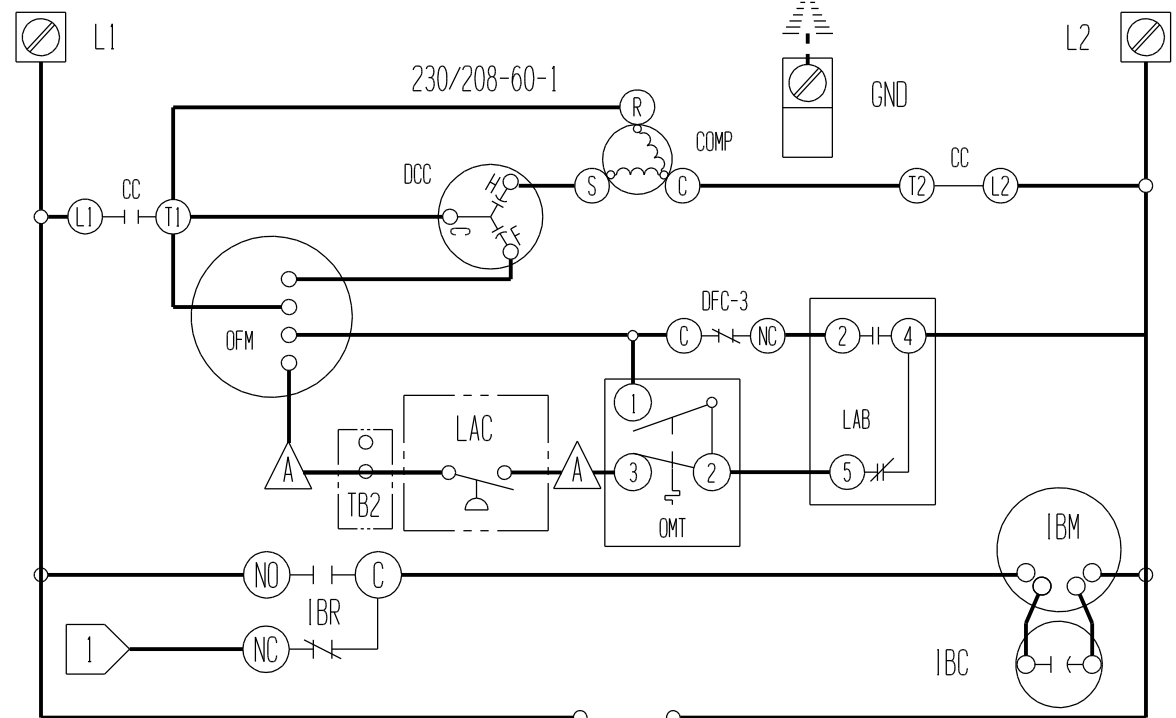 L1
L2
230/208-60-1
GND
R
COMP
DCC
H
CC
CC
S
C
T2
L2
L1
T1
C
F
DFC-3
OFM
C
NC
2
4
1
LAC
LAB
A
A
3
2
5
TB2
OMT
IBM
NO
C
IBR
1
NC
IBC